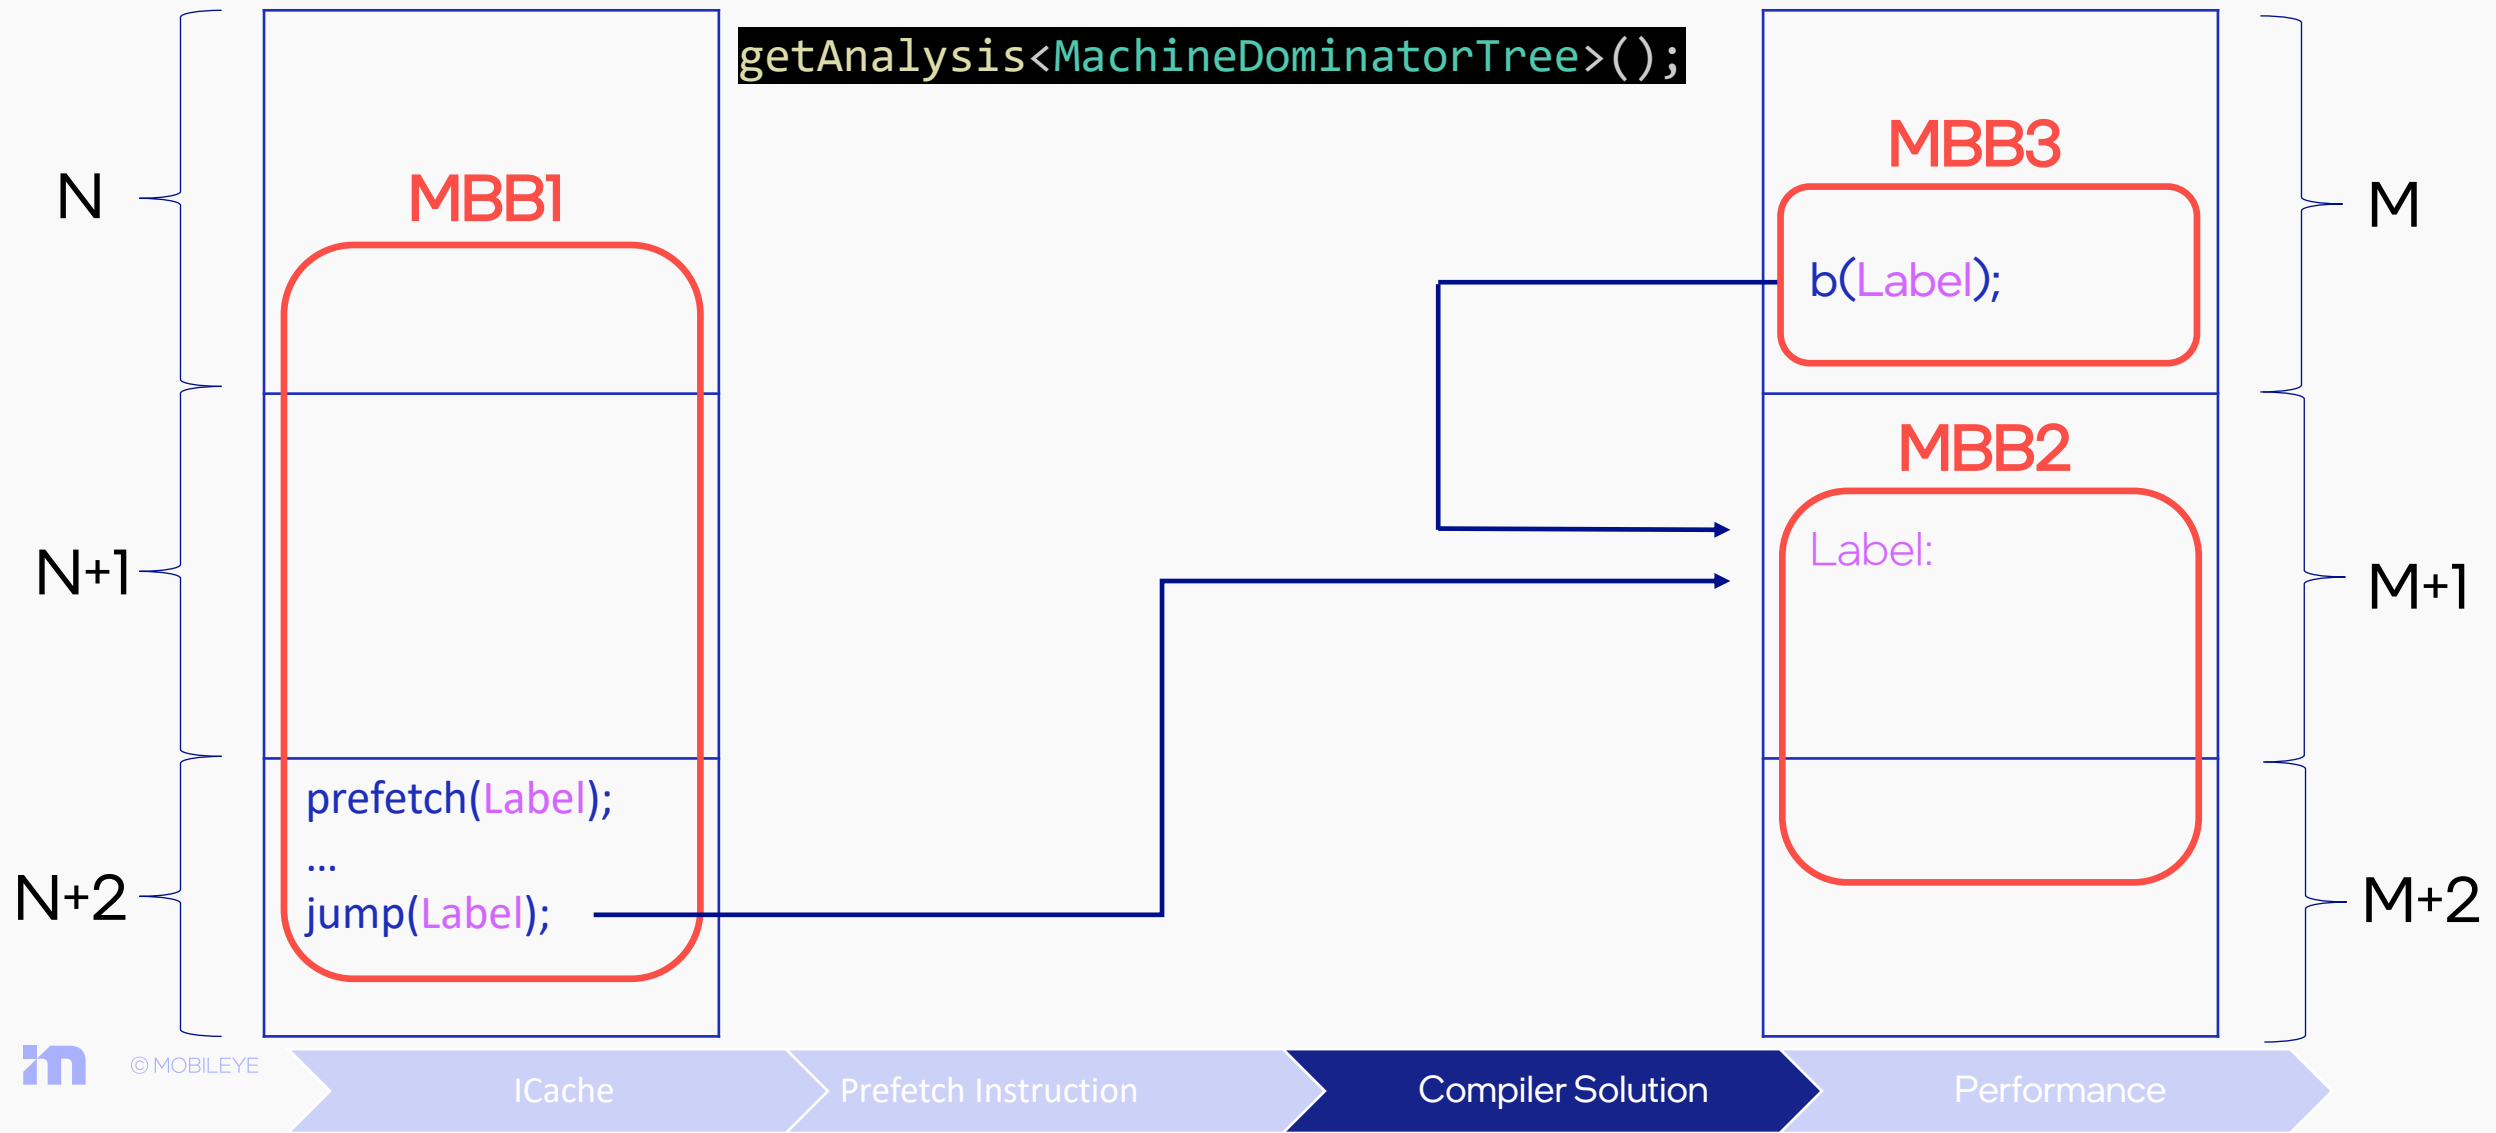 getAnalysis<MachineDominatorTree>();
N
MBB1
N+1
N+2
prefetch(Label);
...
jump(Label);
MBB3
b(Label);
MBB2
Label:
M
M+1
M+2
© MOBILEYE
ICache
Prefetch Instruction
Compiler Solution
Performance